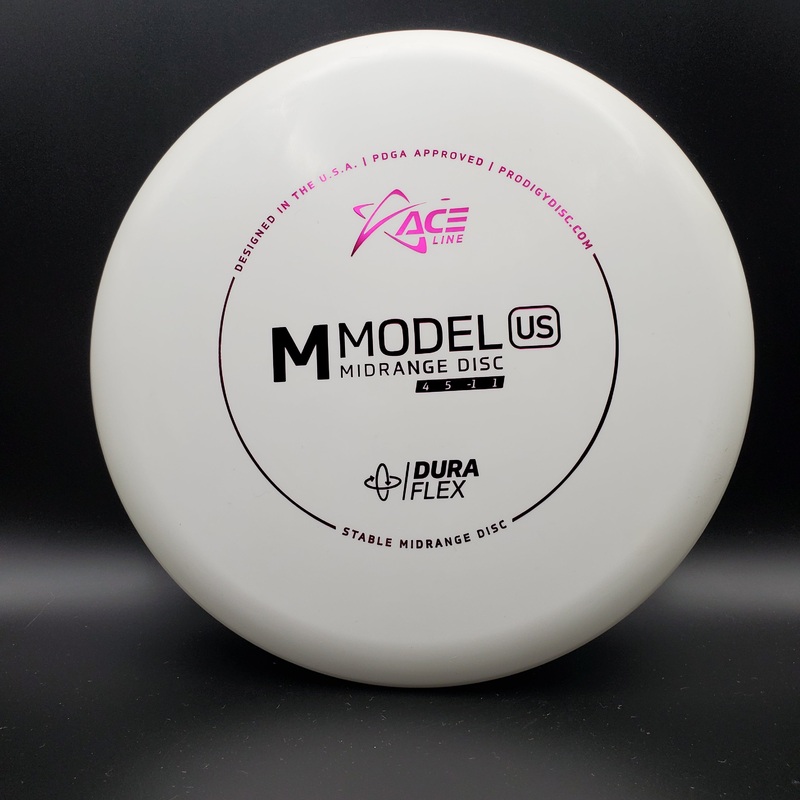 DESIGNED IN THE U.S.A. | PDGA APPROVED | PRODIGYDISC.COM
ACE
LINE
M MODEL US
MIDRANGE DISC
4 5 -1 1
DURA
FLEX
STABLE MIDRANGE DISC